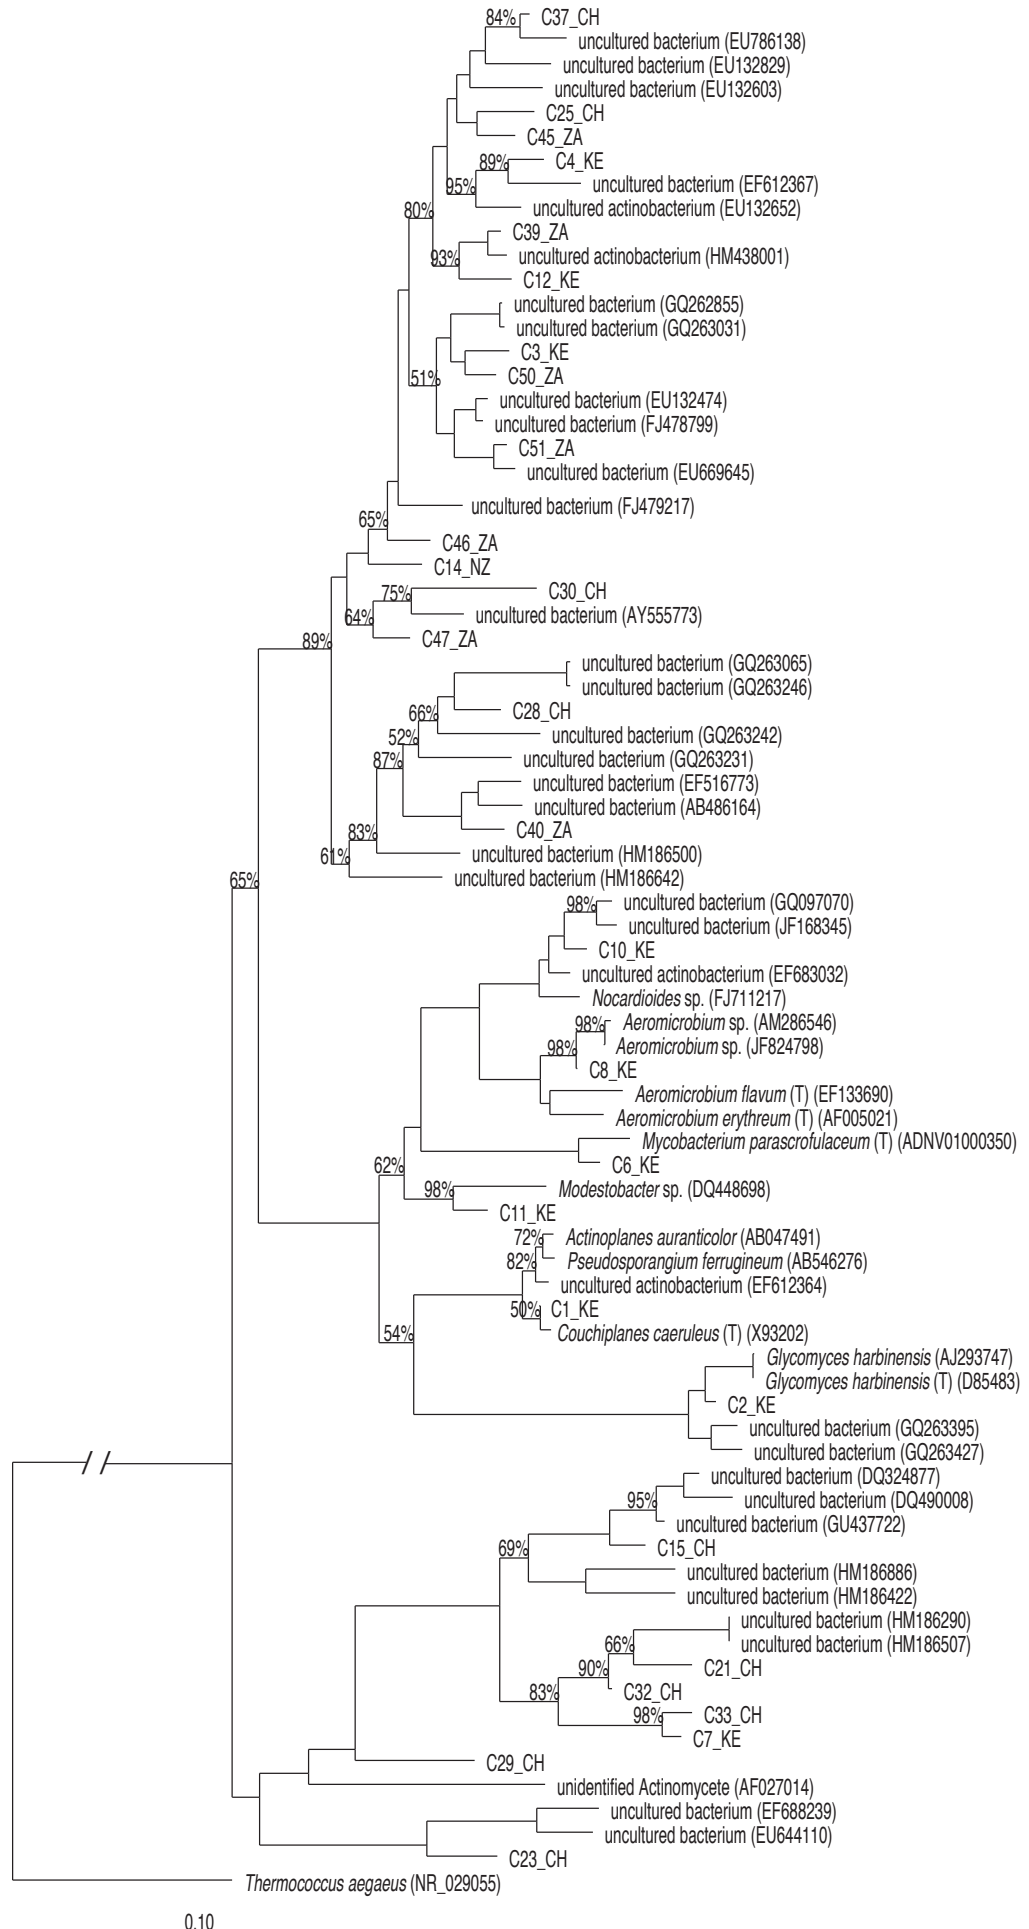 84% C37_CH
uncultured bacterium (EU786138)
uncultured bacterium (EU132829)
uncultured bacterium (EU132603)
C25_CH
C45_ZA
89% C4_KE
95% uncultured bacterium (EF612367)
uncultured actinobacterium (EU132652)
80%
C39_ZA
93% uncultured actinobacterium (HM438001)
C12_KE
uncultured bacterium (GQ262855)
uncultured bacterium (GQ263031)
C3_KE
51% C50_ZA
uncultured bacterium (EU132474)
uncultured bacterium (FJ478799)
C51_ZA
uncultured bacterium (EU669645)
uncultured bacterium (FJ479217)
65%
C46_ZA
C14_NZ
75% C30_CH
64% uncultured bacterium (AY555773)
89% C47_ZA
uncultured bacterium (GQ263065)
uncultured bacterium (GQ263246)
66% C28_CH
52% uncultured bacterium (GQ263242)
87% uncultured bacterium (GQ263231)
uncultured bacterium (EF516773)
uncultured bacterium (AB486164)
83% C40_ZA
61% uncultured bacterium (HM186500)
65% uncultured bacterium (HM186642)
98% uncultured bacterium (GQ097070)
uncultured bacterium (JF168345)
C10_KE
uncultured actinobacterium (EF683032)
Nocardioides sp. (FJ711217)
98% Aeromicrobium sp. (AM286546)
98% Aeromicrobium sp. (JF824798)
C8_KE
Aeromicrobium flavum (T) (EF133690)
Aeromicrobium erythreum (T) (AF005021)
Mycobacterium parascrofulaceum (T) (ADNV01000350)
62% C6_KE
98% Modestobacter sp. (DQ448698)
C11_KE
72% Actinoplanes auranticolor (AB047491)
82% Pseudosporangium ferrugineum (AB546276)
uncultured actinobacterium (EF612364)
50% C1_KE
54% Couchiplanes caeruleus (T) (X93202)
Glycomyces harbinensis (AJ293747)
Glycomyces harbinensis (T) (D85483)
C2_KE
uncultured bacterium (GQ263395)
uncultured bacterium (GQ263427)
uncultured bacterium (DQ324877)
95% uncultured bacterium (DQ490008)
uncultured bacterium (GU437722)
69% C15_CH
uncultured bacterium (HM186886)
uncultured bacterium (HM186422)
uncultured bacterium (HM186290)
66% uncultured bacterium (HM186507)
90% C21_CH
83% C32_CH
98% C33_CH
C7_KE
C29_CH
unidentified Actinomycete (AF027014)
uncultured bacterium (EF688239)
uncultured bacterium (EU644110)
C23_CH
Thermococcus aegaeus (NR_029055)
0.10